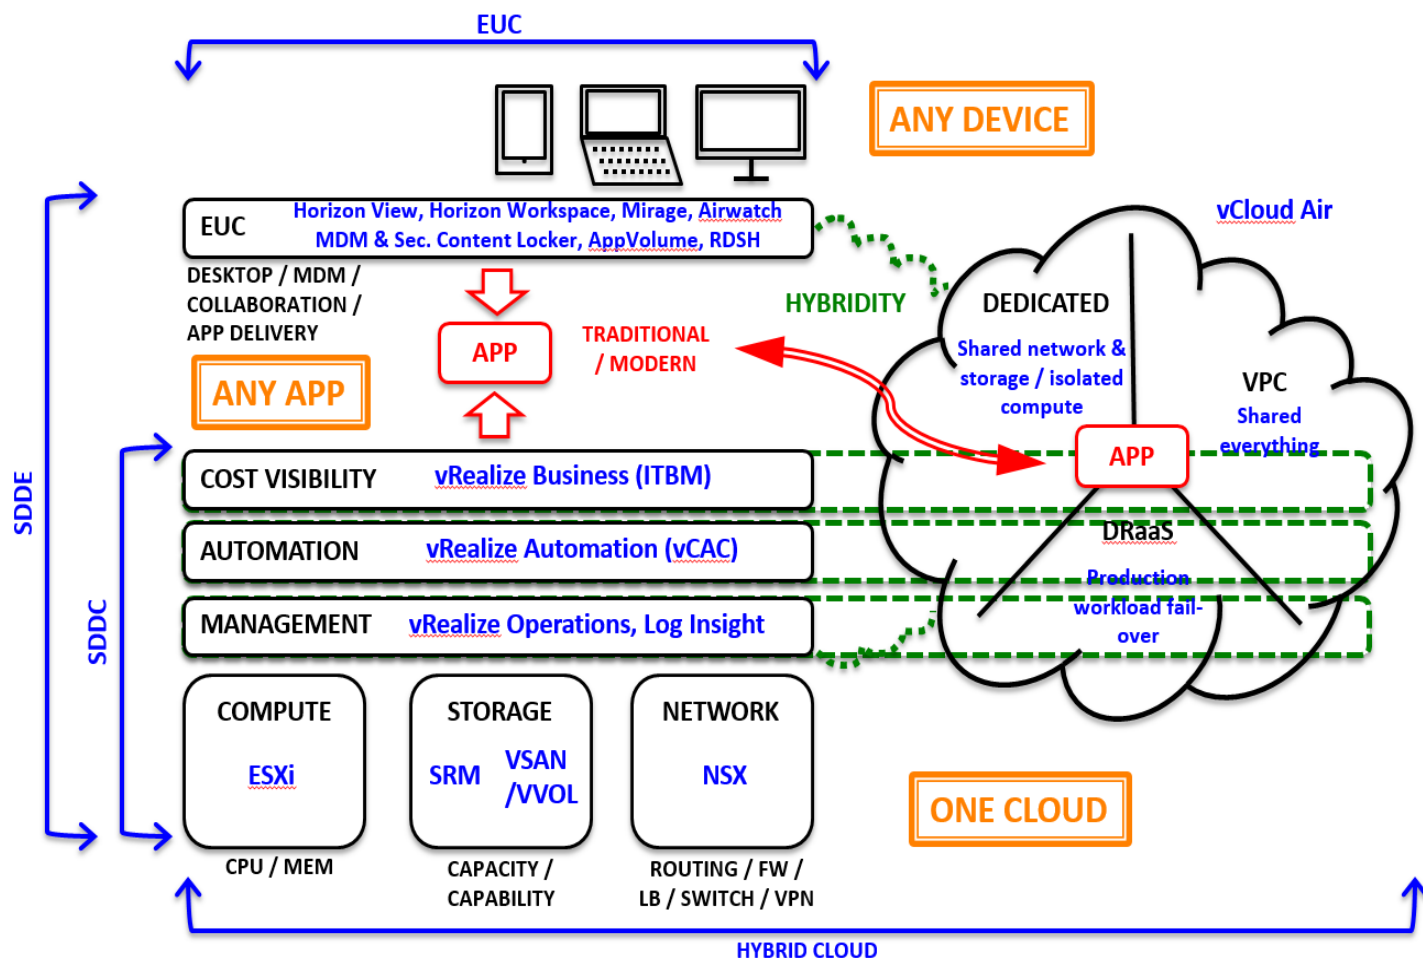 EUC
ANY DEVICE
EUC
Horizon View, Horizon Workspace, Mirage, Airwatch
MDM & Sec. Content Locker, AppVolume, RDSH
vCloud Air
DESKTOP / MDM /
COLLABORATION /
APP DELIVERY
HYBRIDITY
DEDICATED
APP
TRADITIONAL
/ MODERN
Shared network &
storage / isolated
compute
VPC
Shared
everything
ANY APP
APP
SDDE
SDDC
COST VISIBILITY
vRealize Business (ITBM)
AUTOMATION
vRealize Automation (vCAC)
DRaaS
Production
workload fail-
over
MANAGEMENT
vRealize Operations, Log Insight
COMPUTE
ESXi
STORAGE
SRM
VSAN
/VVOL
NETWORK
NSX
ONE CLOUD
CPU / MEM
CAPACITY /
CAPABILITY
ROUTING / FW /
LB / SWITCH / VPN
HYBRID CLOUD